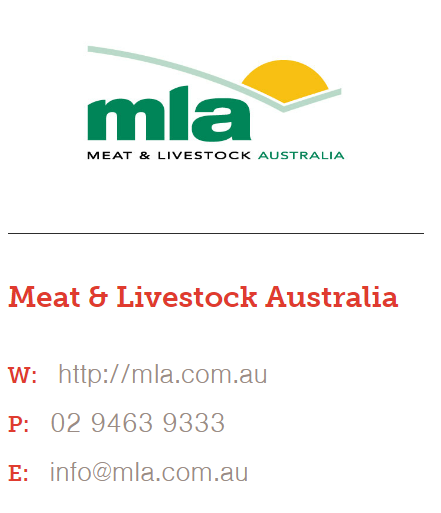 mla
MEAT & LIVESTOCK AUSTRALIA
Meat & Livestock Australia
W: http://mla.com.au
P: 02 9463 9333
E: info@mla.com.au